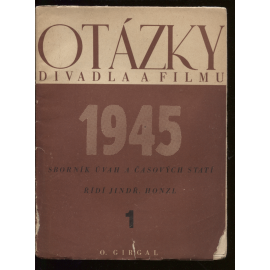 OTÁZKY
DIVADLA A FILMU
1945
SBORNÍK ÚVAH A ČASOVÝCH STATÍ
ŘÍDÍ JINDŘ. HONZL
1
O. GIRGAL